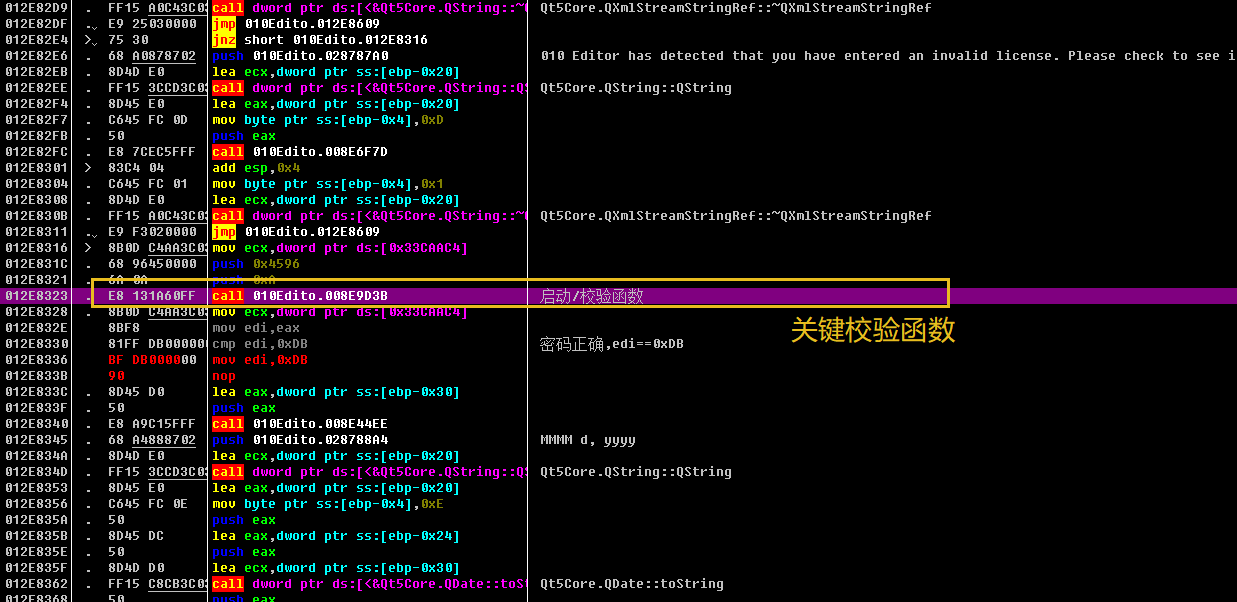 012E82D9 . FF15 A0C43C03 call dword ptr ds:[<&Qt5Core.QString::~ Qt5Core.QXmlStreamStringRef::~QXmlStreamStringRef
012E82DF .v E9 25030000 jmp 010Edito.012E8609
012E82E4 >v 75 30 jnz short 010Edito.012E8316
012E82E6 . 68 A0878702 push 010Edito.028787A0 010 Editor has detected that you have entered an invalid license. Please check to see i
012E82EB . 8D4D E0 lea ecx,dword ptr ss:[ebp-0x20]
012E82EE . FF15 3CCD3C03 call dword ptr ds:[<&Qt5Core.QString::QS Qt5Core.QString::QString
012E82F4 . 8D45 E0 lea eax,dword ptr ss:[ebp-0x20]
012E82F7 . C645 FC 0D mov byte ptr ss:[ebp-0x4],0xD
012E82FB . 50 push eax
012E82FC . E8 7CEC5FFF call 010Edito.008E6F7D
012E8301 > 83C4 04 add esp,0x4
012E8304 . C645 FC 01 mov byte ptr ss:[ebp-0x4],0x1
012E8308 . 8D4D E0 lea ecx,dword ptr ss:[ebp-0x20]
012E830B . FF15 A0C43C03 call dword ptr ds:[<&Qt5Core.QString::~ Qt5Core.QXmlStreamStringRef::~QXmlStreamStringRef
012E8311 .v E9 F3020000 jmp 010Edito.012E8609
012E8316 > 8B0D C4AA3C03 mov ecx,dword ptr ds:[0x33CAAC4]
012E831C . 68 96450000 push 0x4596
012E8321 . 6A 0A push 0xA
012E8323 . E8 131A60FF call 010Edito.008E9D3B 启动/校验函数
012E8328 . 8B0D C4AA3C03 mov ecx,dword ptr ds:[0x33CAAC4]
关键校验函数
012E832E 8BF8 mov edi,eax
012E8330 81FF DB000000 cmp edi,0xDB 密码正确,edi==0xDB
012E8336 BF DB000000 mov edi,0xDB
012E833B 90 nop
012E833C . 8D45 D0 lea eax,dword ptr ss:[ebp-0x30]
012E833F . 50 push eax
012E8340 . E8 A9C15FFF call 010Edito.008E44EE
012E8345 . 68 A4888702 push 010Edito.028788A4 MMMM d, yyyy
012E834A . 8D4D E0 lea ecx,dword ptr ss:[ebp-0x20]
012E834D . FF15 3CCD3C03 call dword ptr ds:[<&Qt5Core.QString::QS Qt5Core.QString::QString
012E8353 . 8D45 E0 lea eax,dword ptr ss:[ebp-0x20]
012E8356 . C645 FC 0E mov byte ptr ss:[ebp-0x4],0xE
012E835A . 50 push eax
012E835B . 8D45 DC lea eax,dword ptr ss:[ebp-0x24]
012E835E . 50 push eax
012E835F . 8D4D D0 lea ecx,dword ptr ss:[ebp-0x30]
012E8362 . FF15 C8CB3C03 call dword ptr ds:[<&Qt5Core.QDate::toSt Qt5Core.QDate::toString
012E8368 . 50 push eax